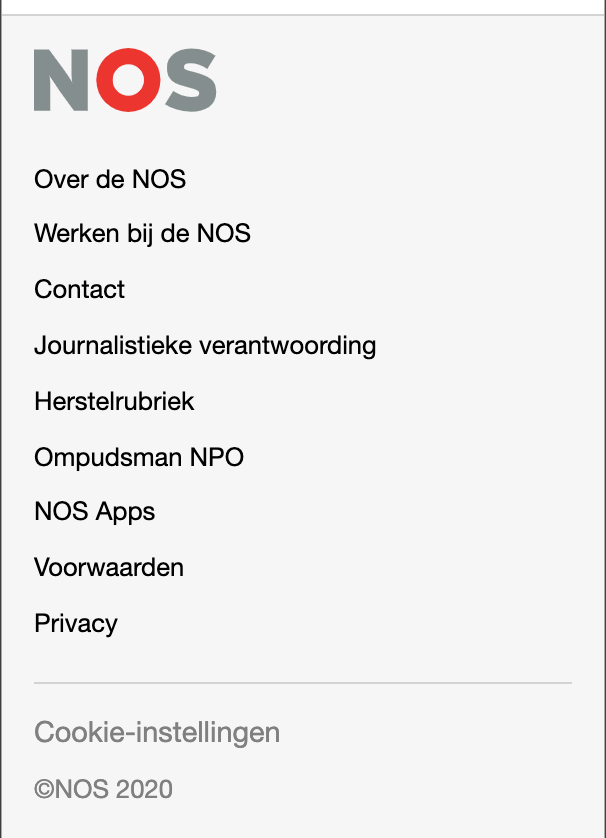 NOS
Over de NOS
Werken bij de NOS
Contact
Journalistieke verantwoording
Herstelrubriek
Ompudsman NPO
NOS Apps
Voorwaarden
Privacy
Cookie-instellingen
©NOS 2020